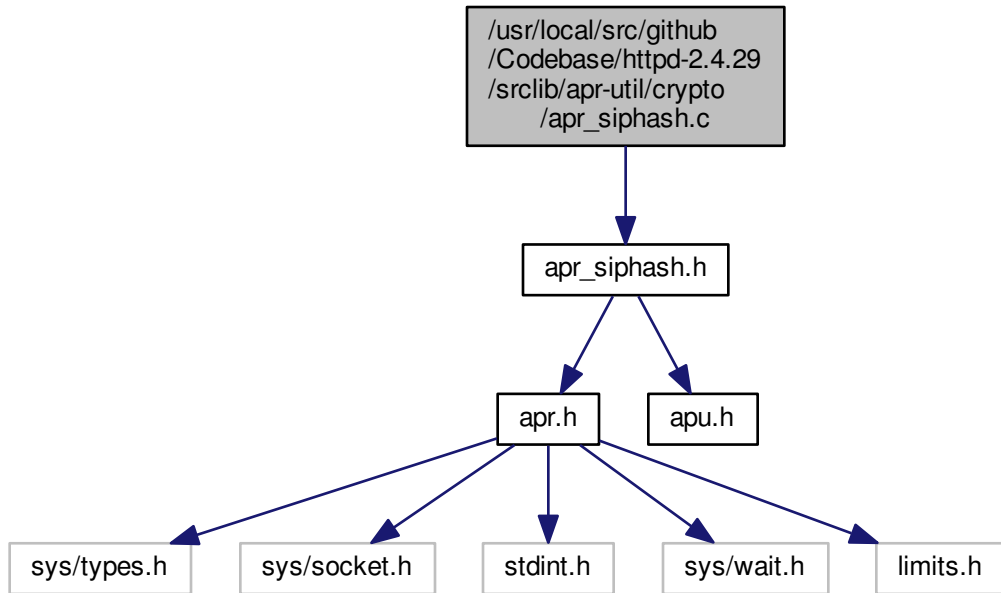 /usr/local/src/github
/Codebase/httpd-2.4.29
/srclib/apr-util/crypto
/apr_siphash.c
apr_siphash.h
apr.h
apu.h
sys/types.h
sys/socket.h
stdint.h
sys/wait.h
limits.h